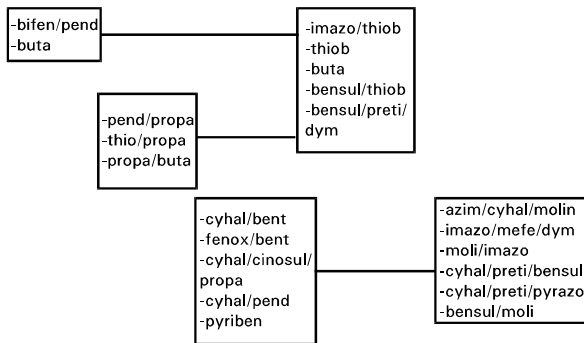 -bifen/pend
-buta
-imazo/thiob
-thiob
-buta
-bensul/thiob
-bensul/preti/
dym
-pend/propa
-thio/propa
-propa/buta
-cyhal/bent
-fenox/bent
-cyhal/cinosul/
propa
-cyhal/pend
-pyriben
-azim/cyhal/molin
-imazo/mefe/dym
-moli/imazo
-cyhal/preti/bensul
-cyhal/preti/pyrazo
-bensul/moli